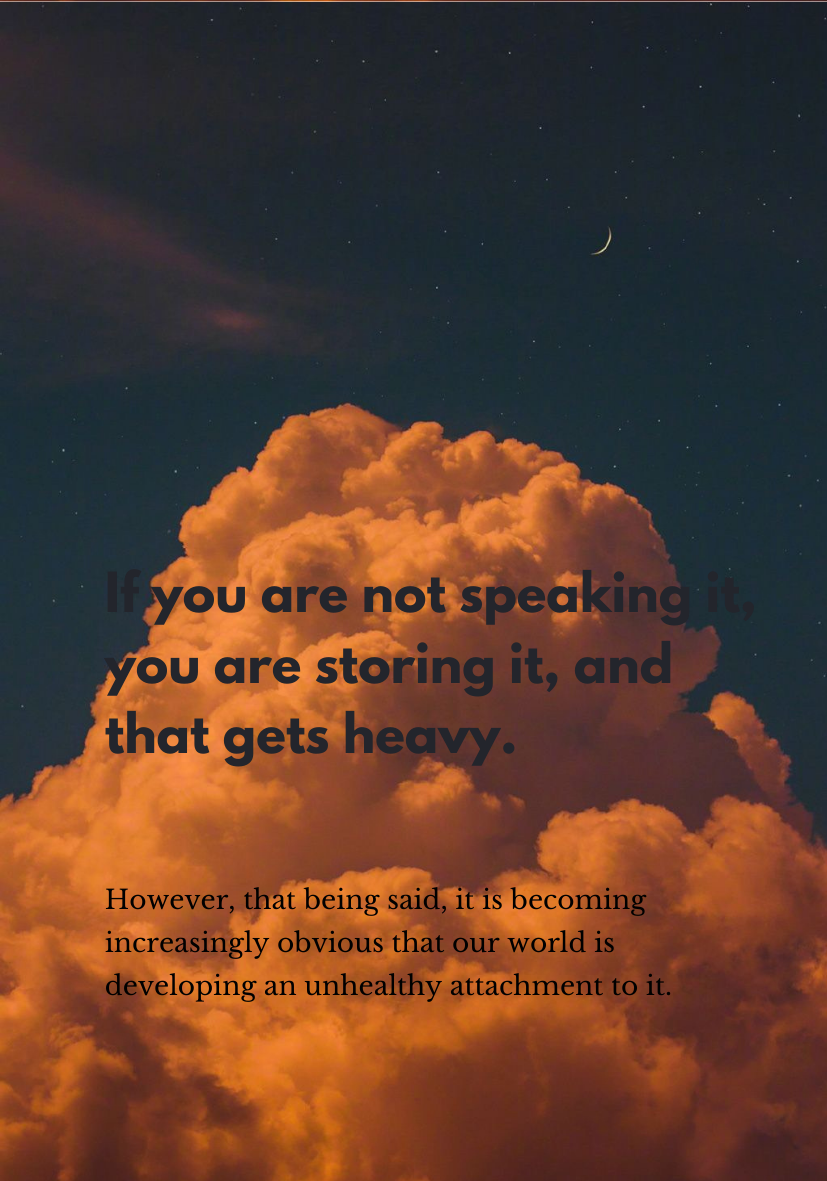 If you are not speaking it,
you are storing it, and
that gets heavy.
However, that being said, it is becoming
increasingly obvious that our world is
developing an unhealthy attachment to it.